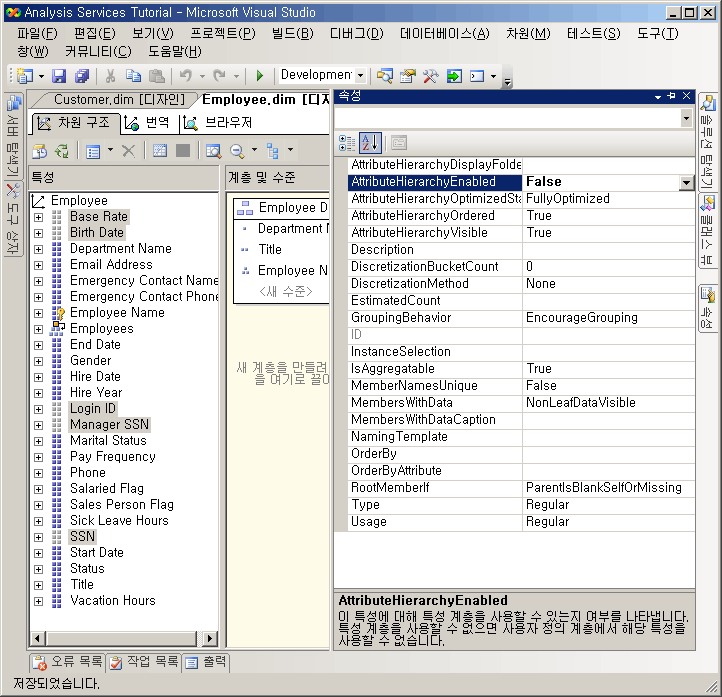 Analysis Services Tutorial - Microsoft Visual Studio
파일(F) 편집(E) 보기(V) 프로젝트(P) 빌드(B) 디버그(D) 데이터베이스(A) 차원(M) 테스트(S) 도구(T)
창(W) 커뮤니티(C) 도움말(H)
Developmen
Customer.dim [디자인]
Employee.dim [디자
차원 구조
번역
브라우저
서버 탐색기
도구 상자
특성
Employee
Base Rate
Birth Date
Department Name
Email Address
Emergency Contact Name
Emergency Contact Phone
Employee Name
Employees
End Date
Gender
Hire Date
Hire Year
Login ID
Manager SSN
Marital Status
Pay Frequency
Phone
Salaried Flag
Sales Person Flag
Sick Leave Hours
SSN
Start Date
Status
Title
Vacation Hours
계층 및 수준
Employee D
Department
Title
Employee N
<새 수준>
새 계층을 만들려
을 여기로 끌어
속성
AttributeHierarchyDisplayFolde
AttributeHierarchyEnabled False
AttributeHierarchyOptimizedSta FullyOptimized
AttributeHierarchyOrdered True
AttributeHierarchyVisible True
Description
DiscretizationBucketCount 0
DiscretizationMethod None
EstimatedCount
GroupingBehavior EncourageGrouping
ID
InstanceSelection
IsAggregatable True
MemberNamesUnique False
MembersWithData NonLeafDataVisible
MembersWithDataCaption
NamingTemplate
OrderBy
OrderByAttribute
RootMemberIf ParentIsBlankSelfOrMissing
Type Regular
Usage Regular
AttributeHierarchyEnabled
이 특성에 대해 특성 계층을 사용할 수 있는지 여부를 나타냅니다.
특성 계층을 사용할 수 없으면 사용자 정의 계층에서 해당 특성을
사용할 수 없습니다.
솔루션 탐색기
클래스 뷰
속성
오류 목록
작업 목록
출력
저장되었습니다.